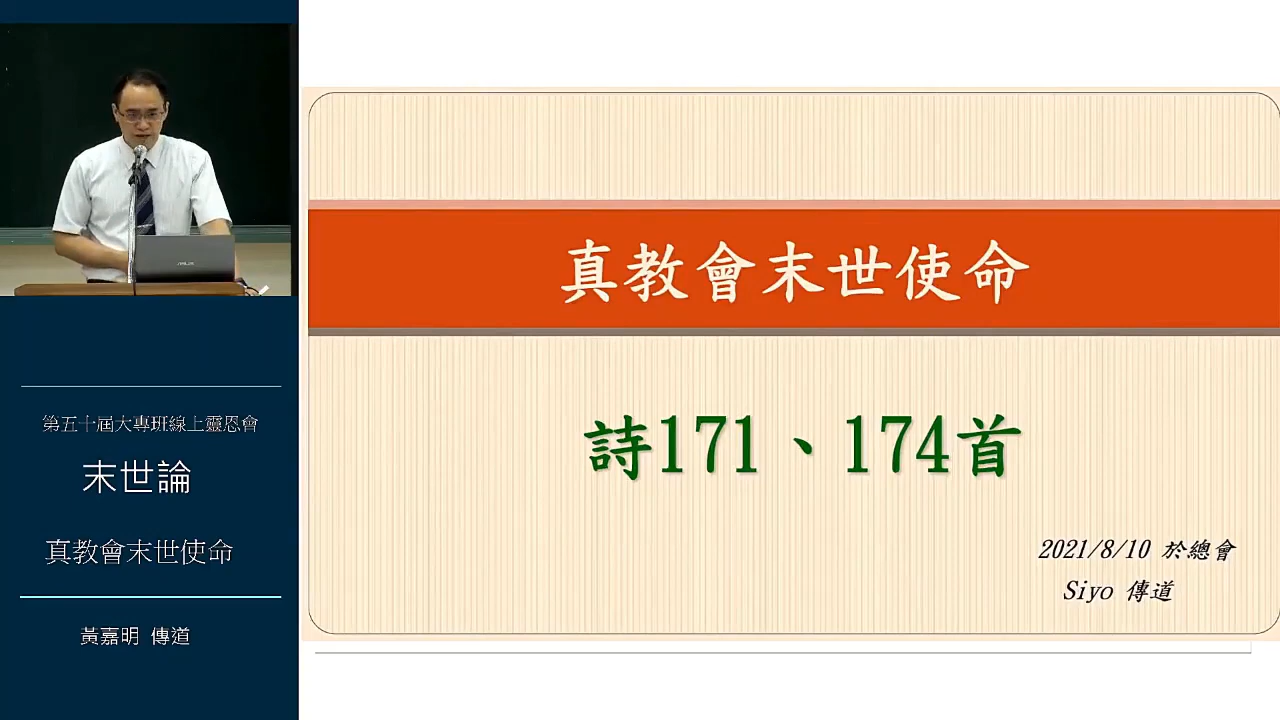 第五十屆大專班線上靈恩會
末世論
真教會末世使命
黃嘉明 傳道
真教會末世使命
詩171、174首
2021/8/10 於總會
Siyo 傳道
ASUS